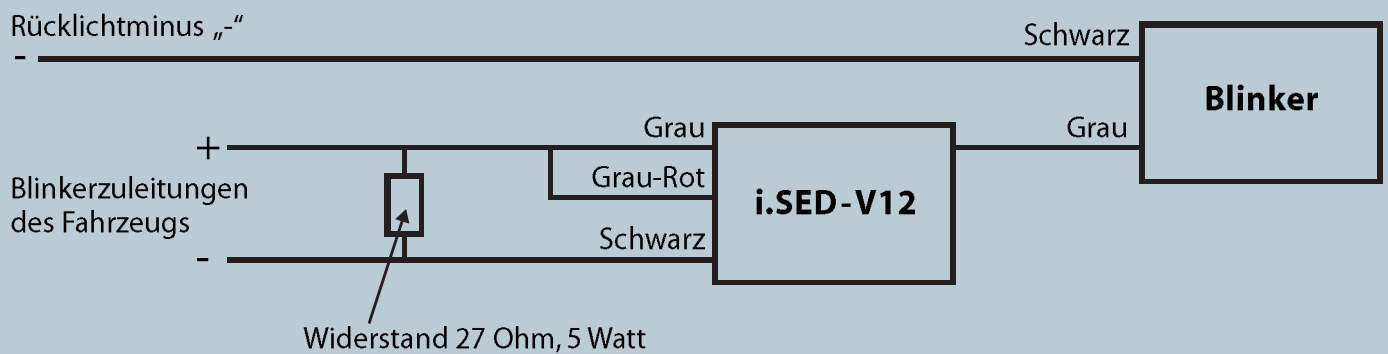 Rücklichtminus „-“
-
Schwarz
Blinker
+
Grau
Grau
Grau-Rot
i.SED-V12
Blinkerzuleitungen
des Fahrzeugs
Schwarz
-
Widerstand 27 Ohm, 5 Watt